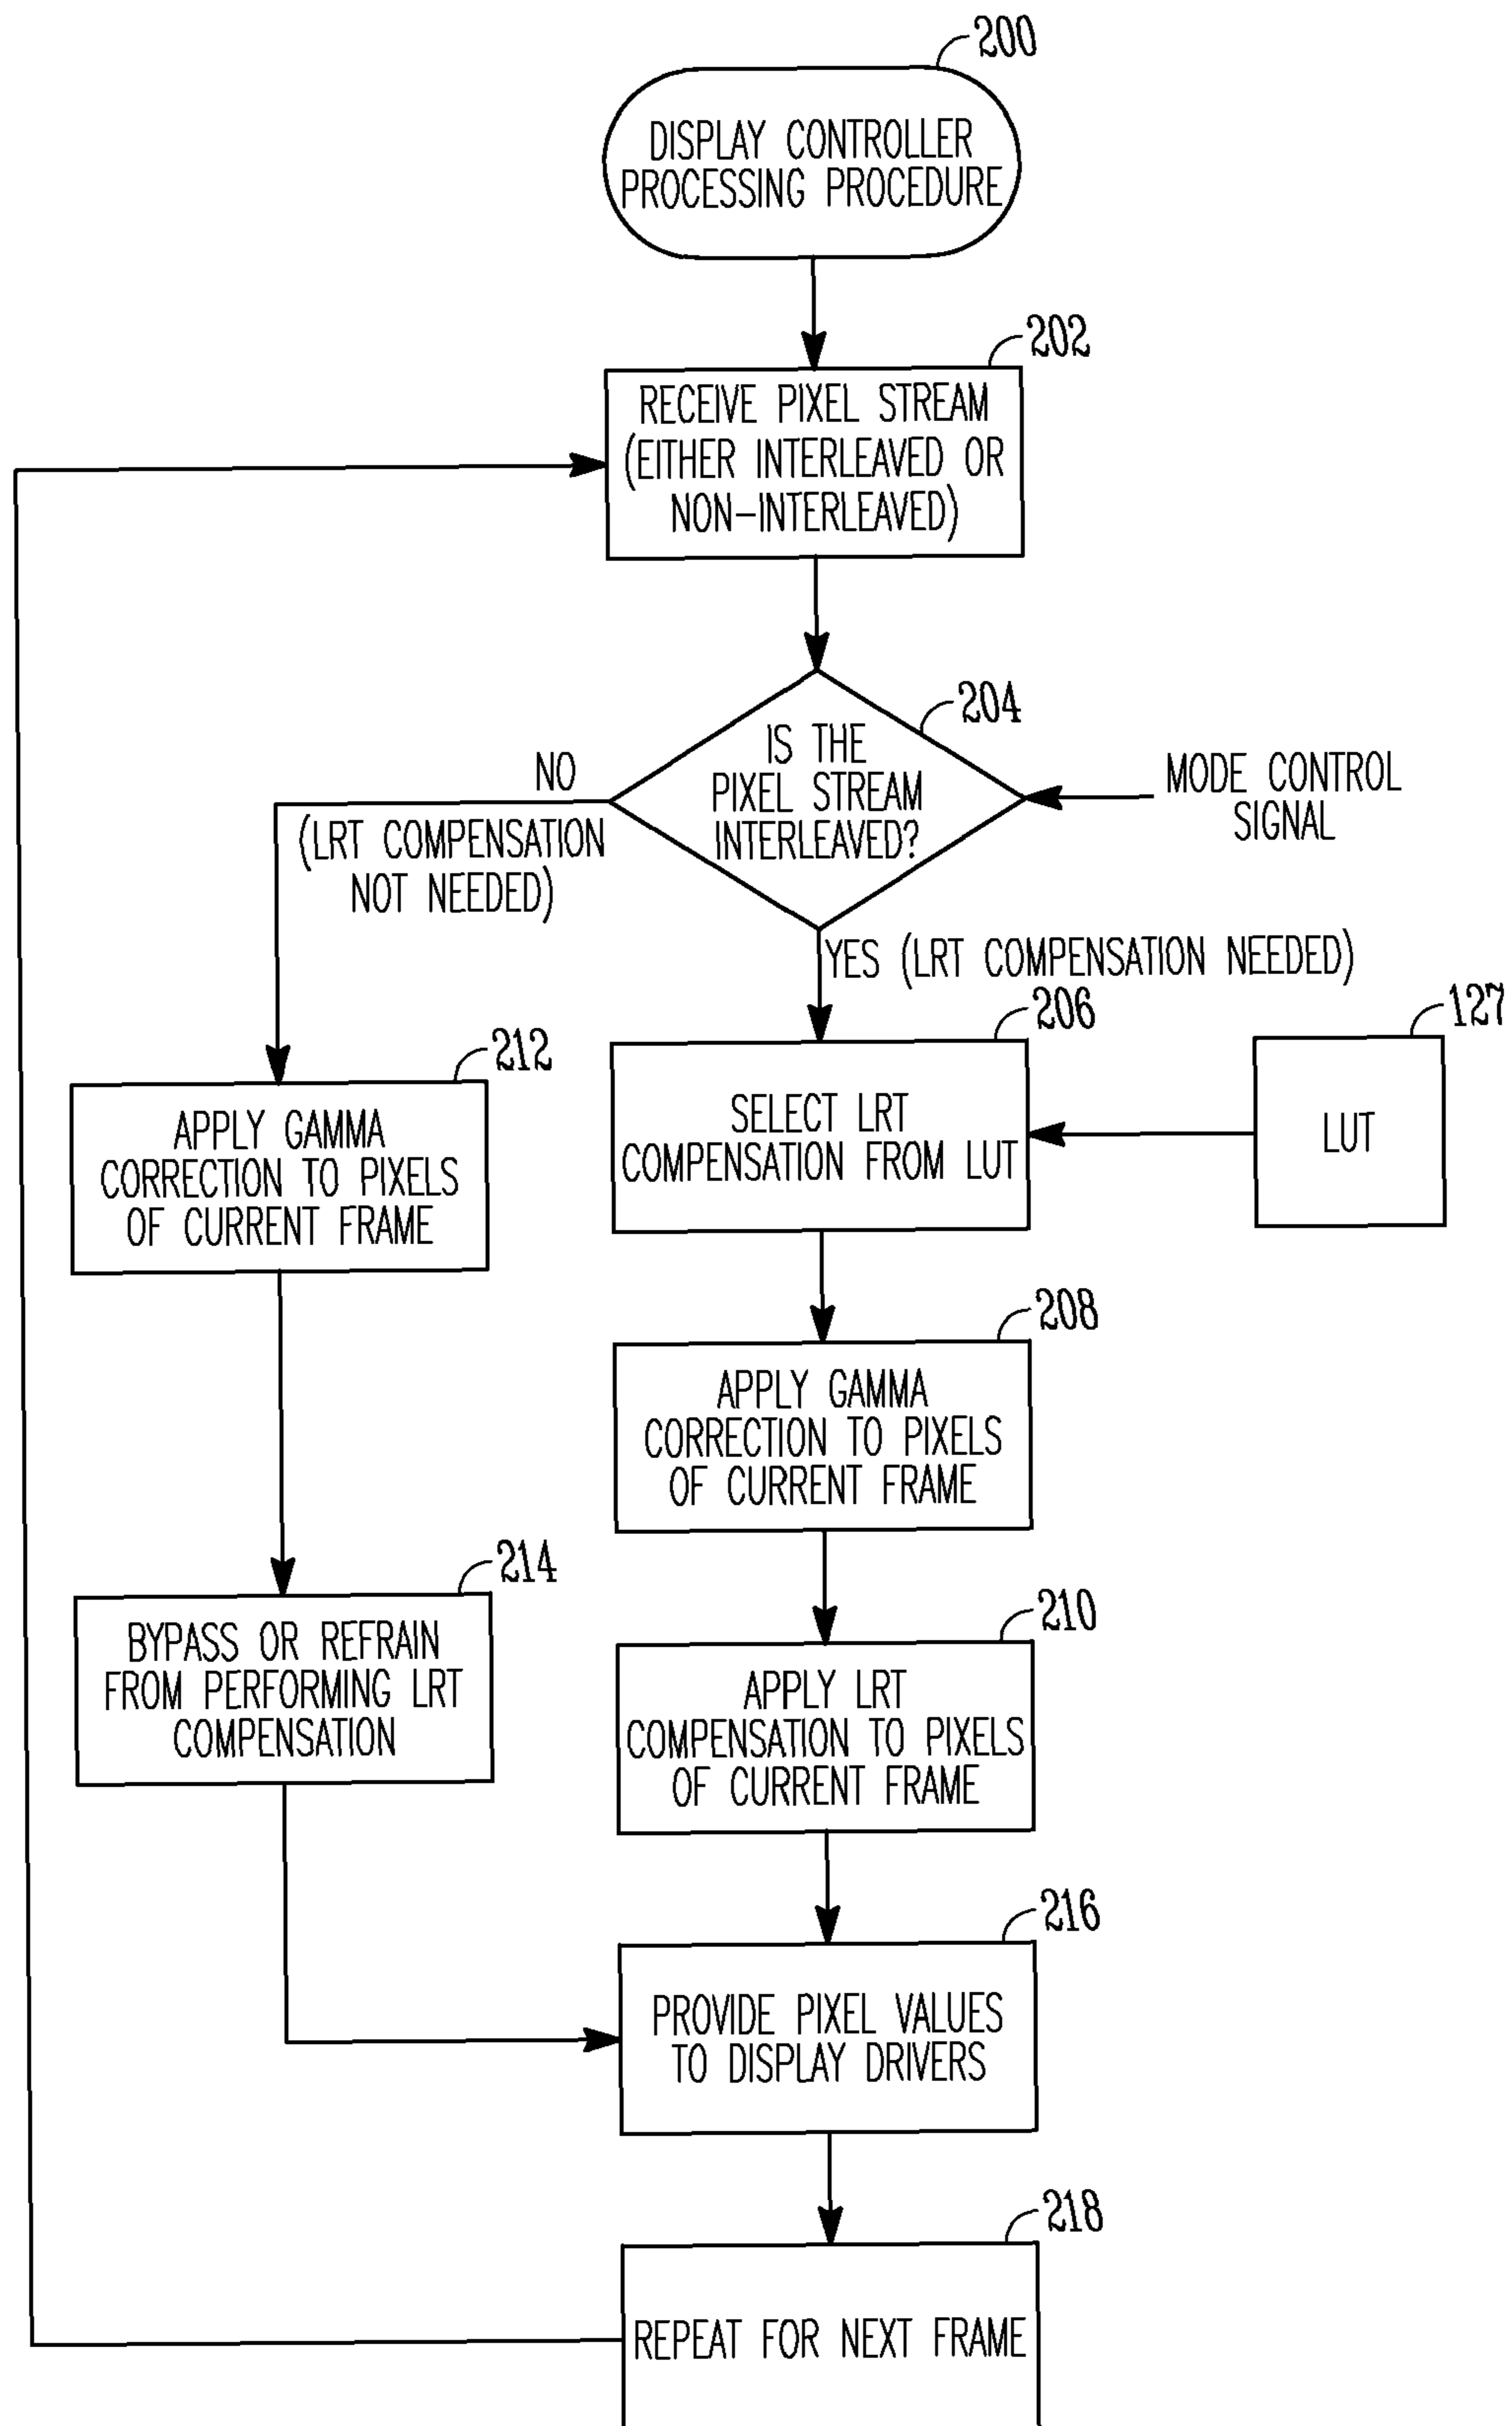 200
DISPLAY CONTROLLER
PROCESSING PROCEDURE
202
RECEIVE PIXEL STREAM
(EITHER INTERLEAVED OR
NON-INTERLEAVED)
204
IS THE
PIXEL STREAM
INTERLEAVED?
MODE CONTROL
SIGNAL
NO
(LRT COMPENSATION
NOT NEEDED)
YES (LRT COMPENSATION NEEDED)
206
SELECT LRT
COMPENSATION FROM LUT
127
LUT
212
APPLY GAMMA
CORRECTION TO PIXELS
OF CURRENT FRAME
208
APPLY GAMMA
CORRECTION TO PIXELS
OF CURRENT FRAME
214
BYPASS OR REFRAIN
FROM PERFORMING LRT
COMPENSATION
210
APPLY LRT
COMPENSATION TO PIXELS
OF CURRENT FRAME
216
PROVIDE PIXEL VALUES
TO DISPLAY DRIVERS
218
REPEAT FOR NEXT FRAME